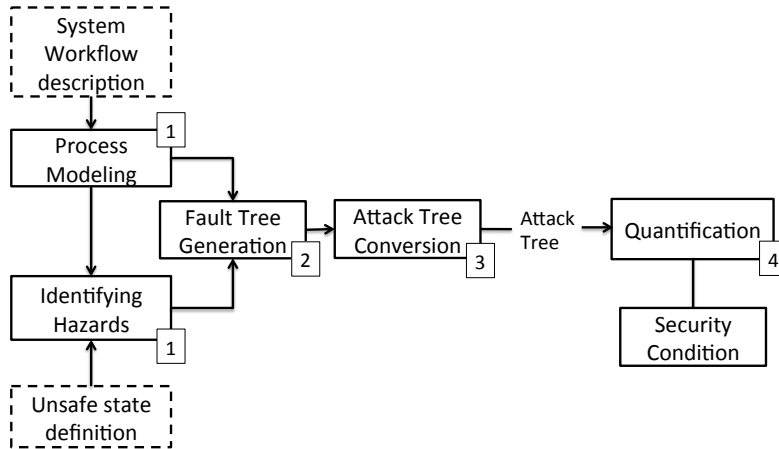 System
Workflow
description
1
Process
Modeling
Fault Tree
Generation
2
Attack Tree
Conversion
3
Attack
Tree
Quantification
4
Identifying
Hazards
1
Security
Condition
Unsafe state
definition